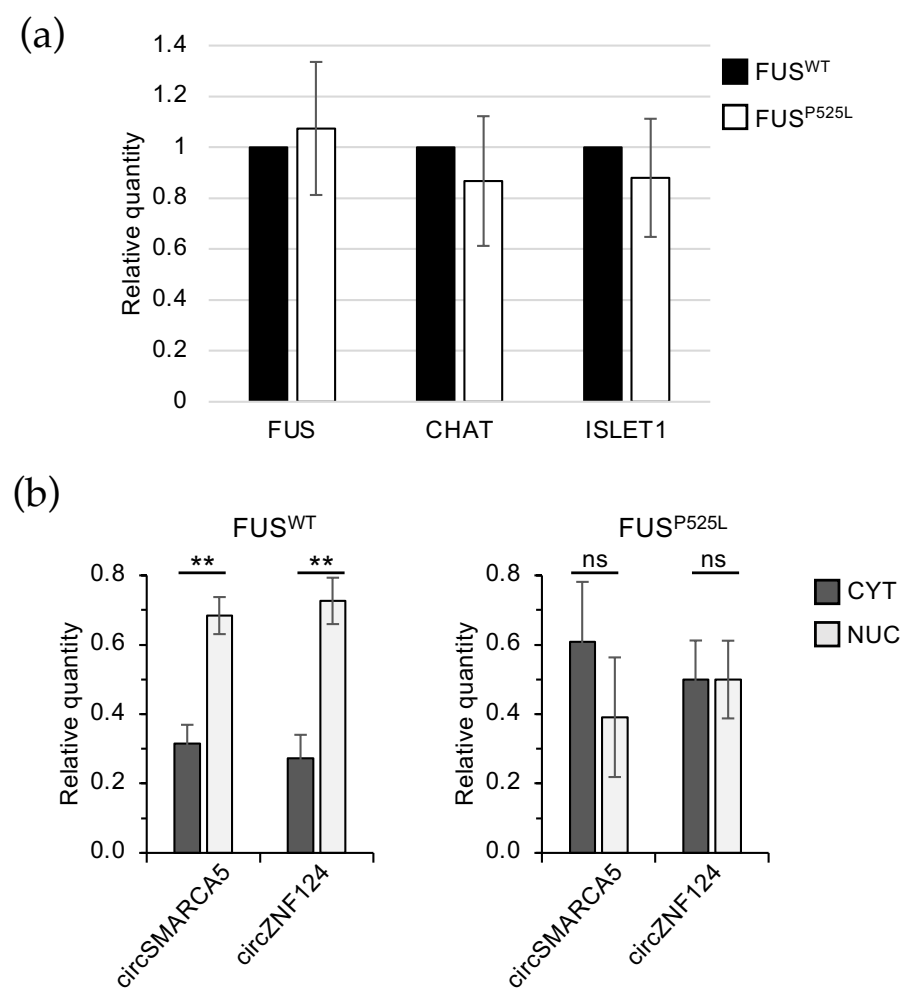 (a)
1.4
1.2
1
0.8
0.6
0.4
0.2
0
Relative quantity
FUS CHAT ISLET1
FUSWT
FUSP525L
(b)
FUSWT
** **
0.8
0.6
0.4
0.2
0.0
Relative quantity
circSMARCA5
circZNF124
FUSP525L
ns ns
0.8
0.6
0.4
0.2
0.0
Relative quantity
circSMARCA5
circZNF124
CYT
NUC